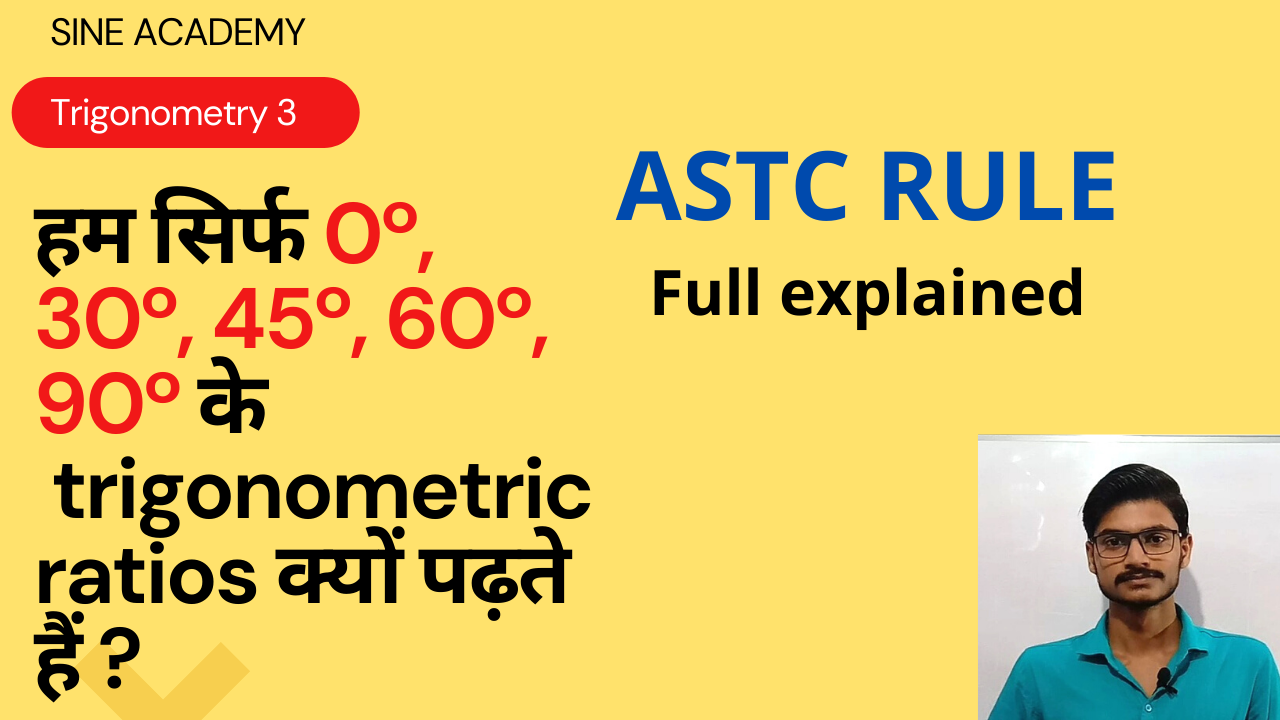 SINE ACADEMY
Trigonometry 3
हम सिर्फ 0°,
30°, 45°, 60°,
90° के
trigonometric
ratios क्यों पढ़ते
हैं ?
ASTC RULE
Full explained